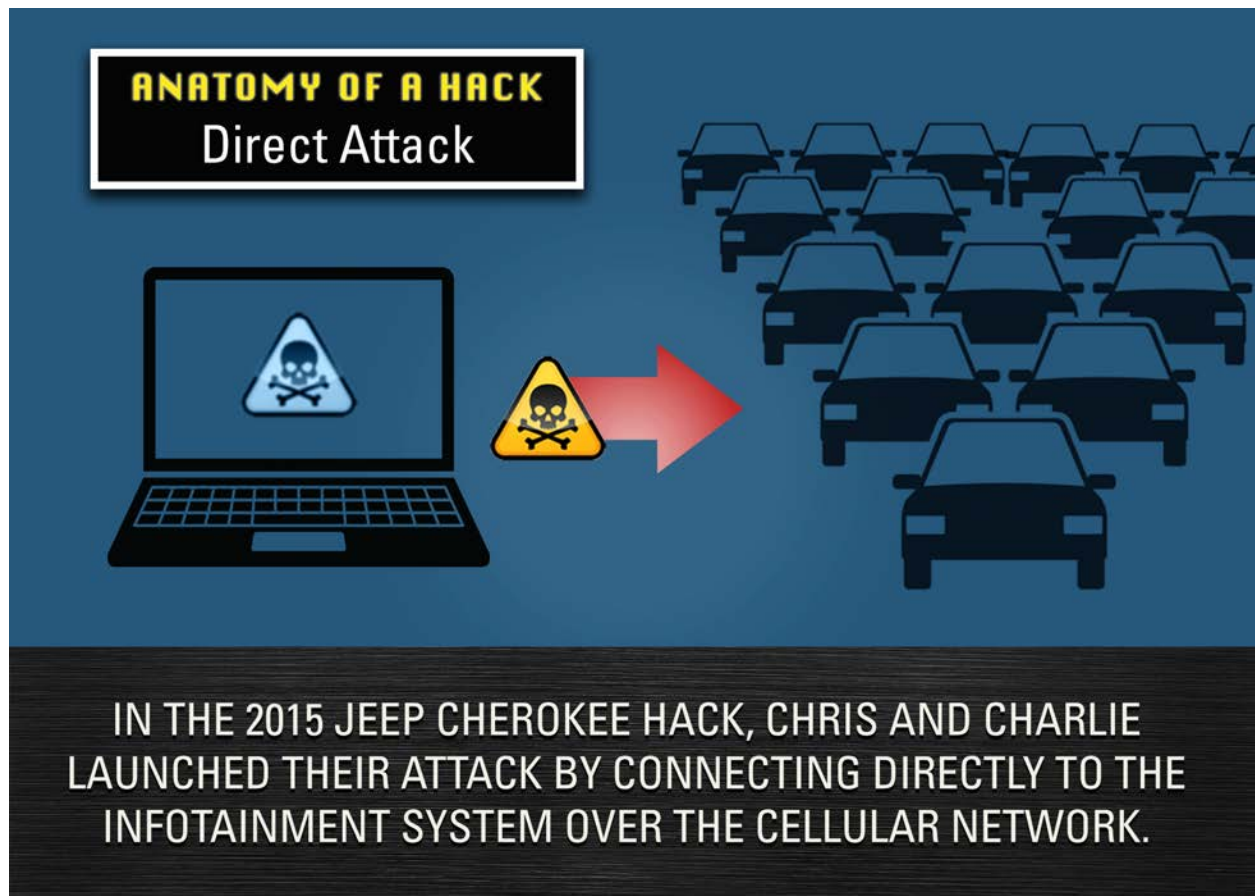 ANATOMY OF A HACK
Direct Attack
IN THE 2015 JEEP CHEROKEE HACK, CHRIS AND CHARLIE
LAUNCHED THEIR ATTACK BY CONNECTING DIRECTLY TO THE
INFOTAINMENT SYSTEM OVER THE CELLULAR NETWORK.